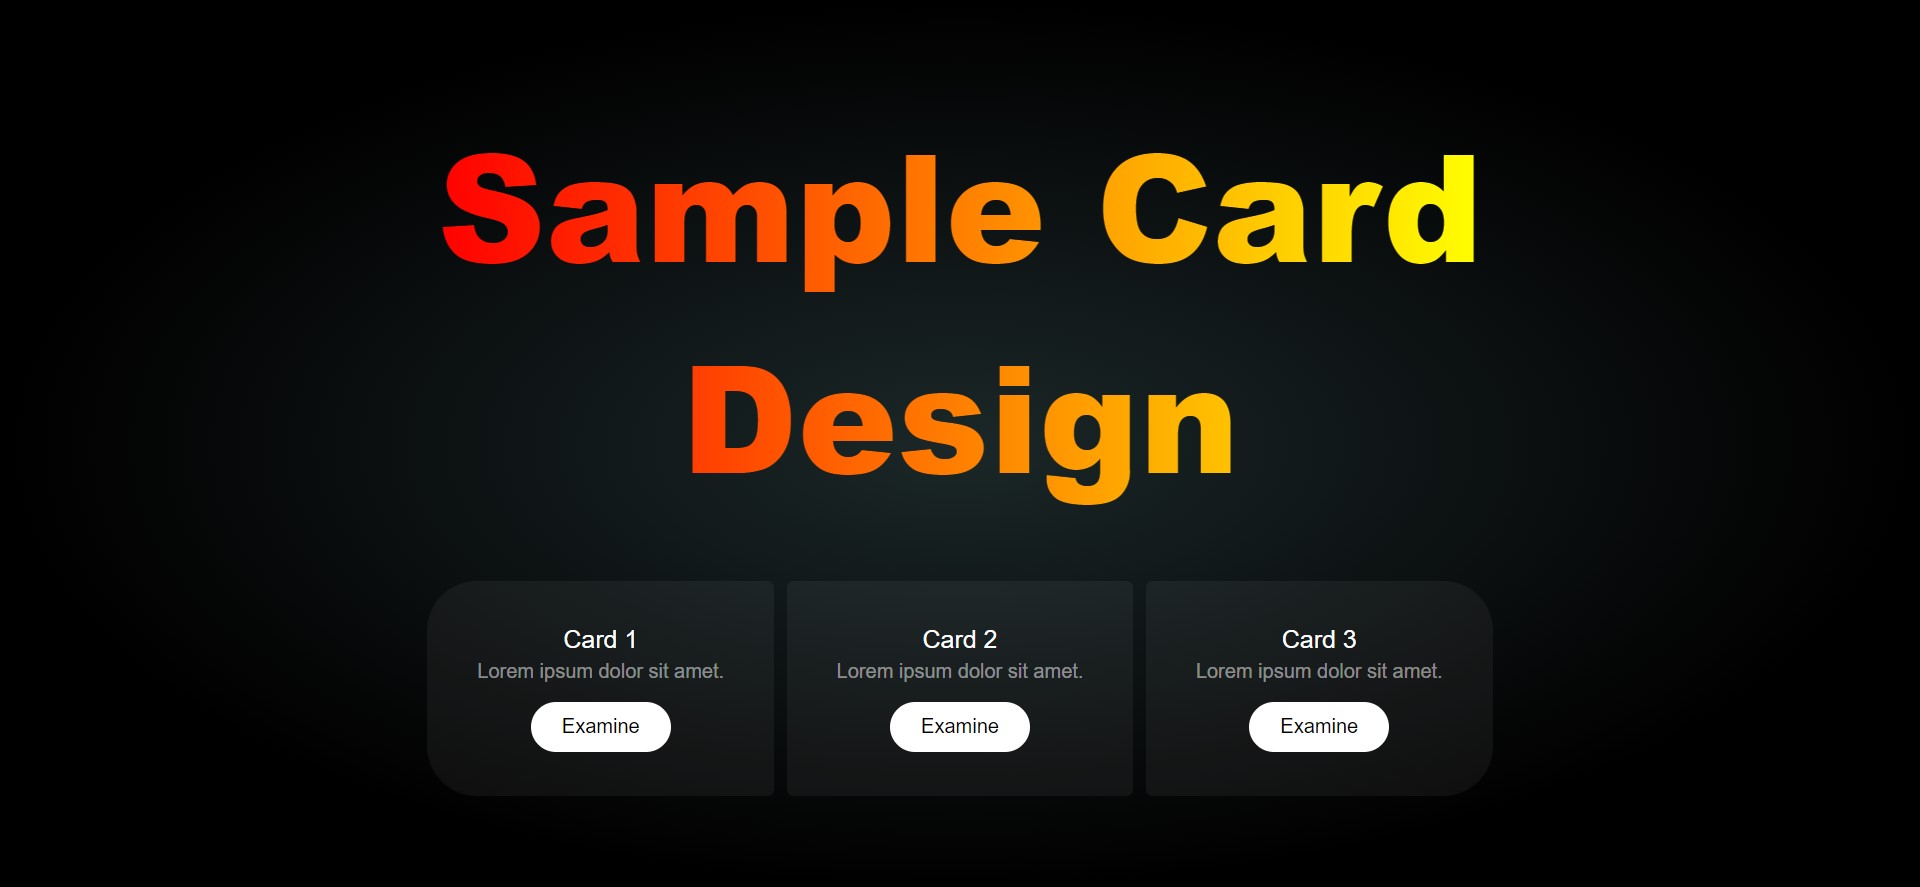 Sample Card
Design
Card 1
Lorem ipsum dolor sit amet.
Examine
Card 2
Lorem ipsum dolor sit amet.
Examine
Card 3
Lorem ipsum dolor sit amet.
Examine